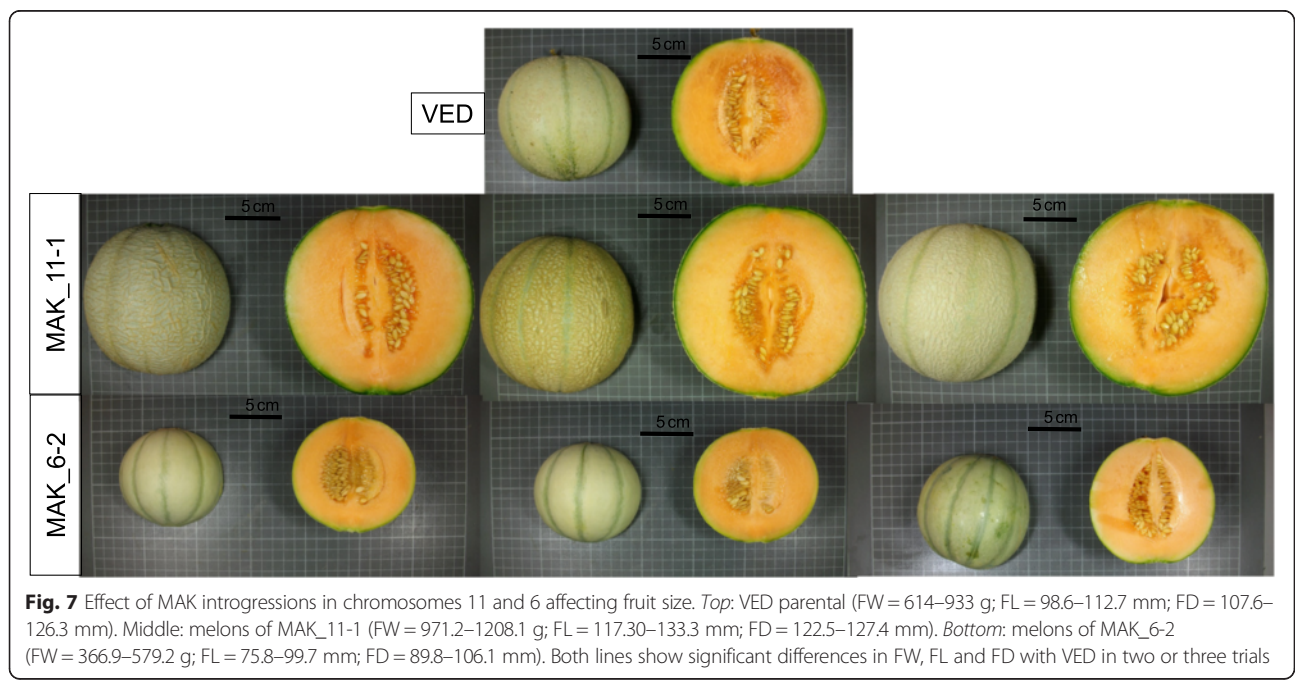 5 cm
VED
5 cm
5 cm
5 cm
MAK_11-1
5 cm
5 cm
5 cm
MAK_6-2
Fig. 7 Effect of MAK introgressions in chromosomes 11 and 6 affecting fruit size. Top: VED parental (FW = 614–933 g; FL = 98.6–112.7 mm; FD = 107.6–
126.3 mm). Middle: melons of MAK_11-1 (FW = 971.2–1208.1 g; FL = 117.30–133.3 mm; FD = 122.5–127.4 mm). Bottom: melons of MAK_6-2
(FW = 366.9–579.2 g; FL = 75.8–99.7 mm; FD = 89.8–106.1 mm). Both lines show significant differences in FW, FL and FD with VED in two or three trials